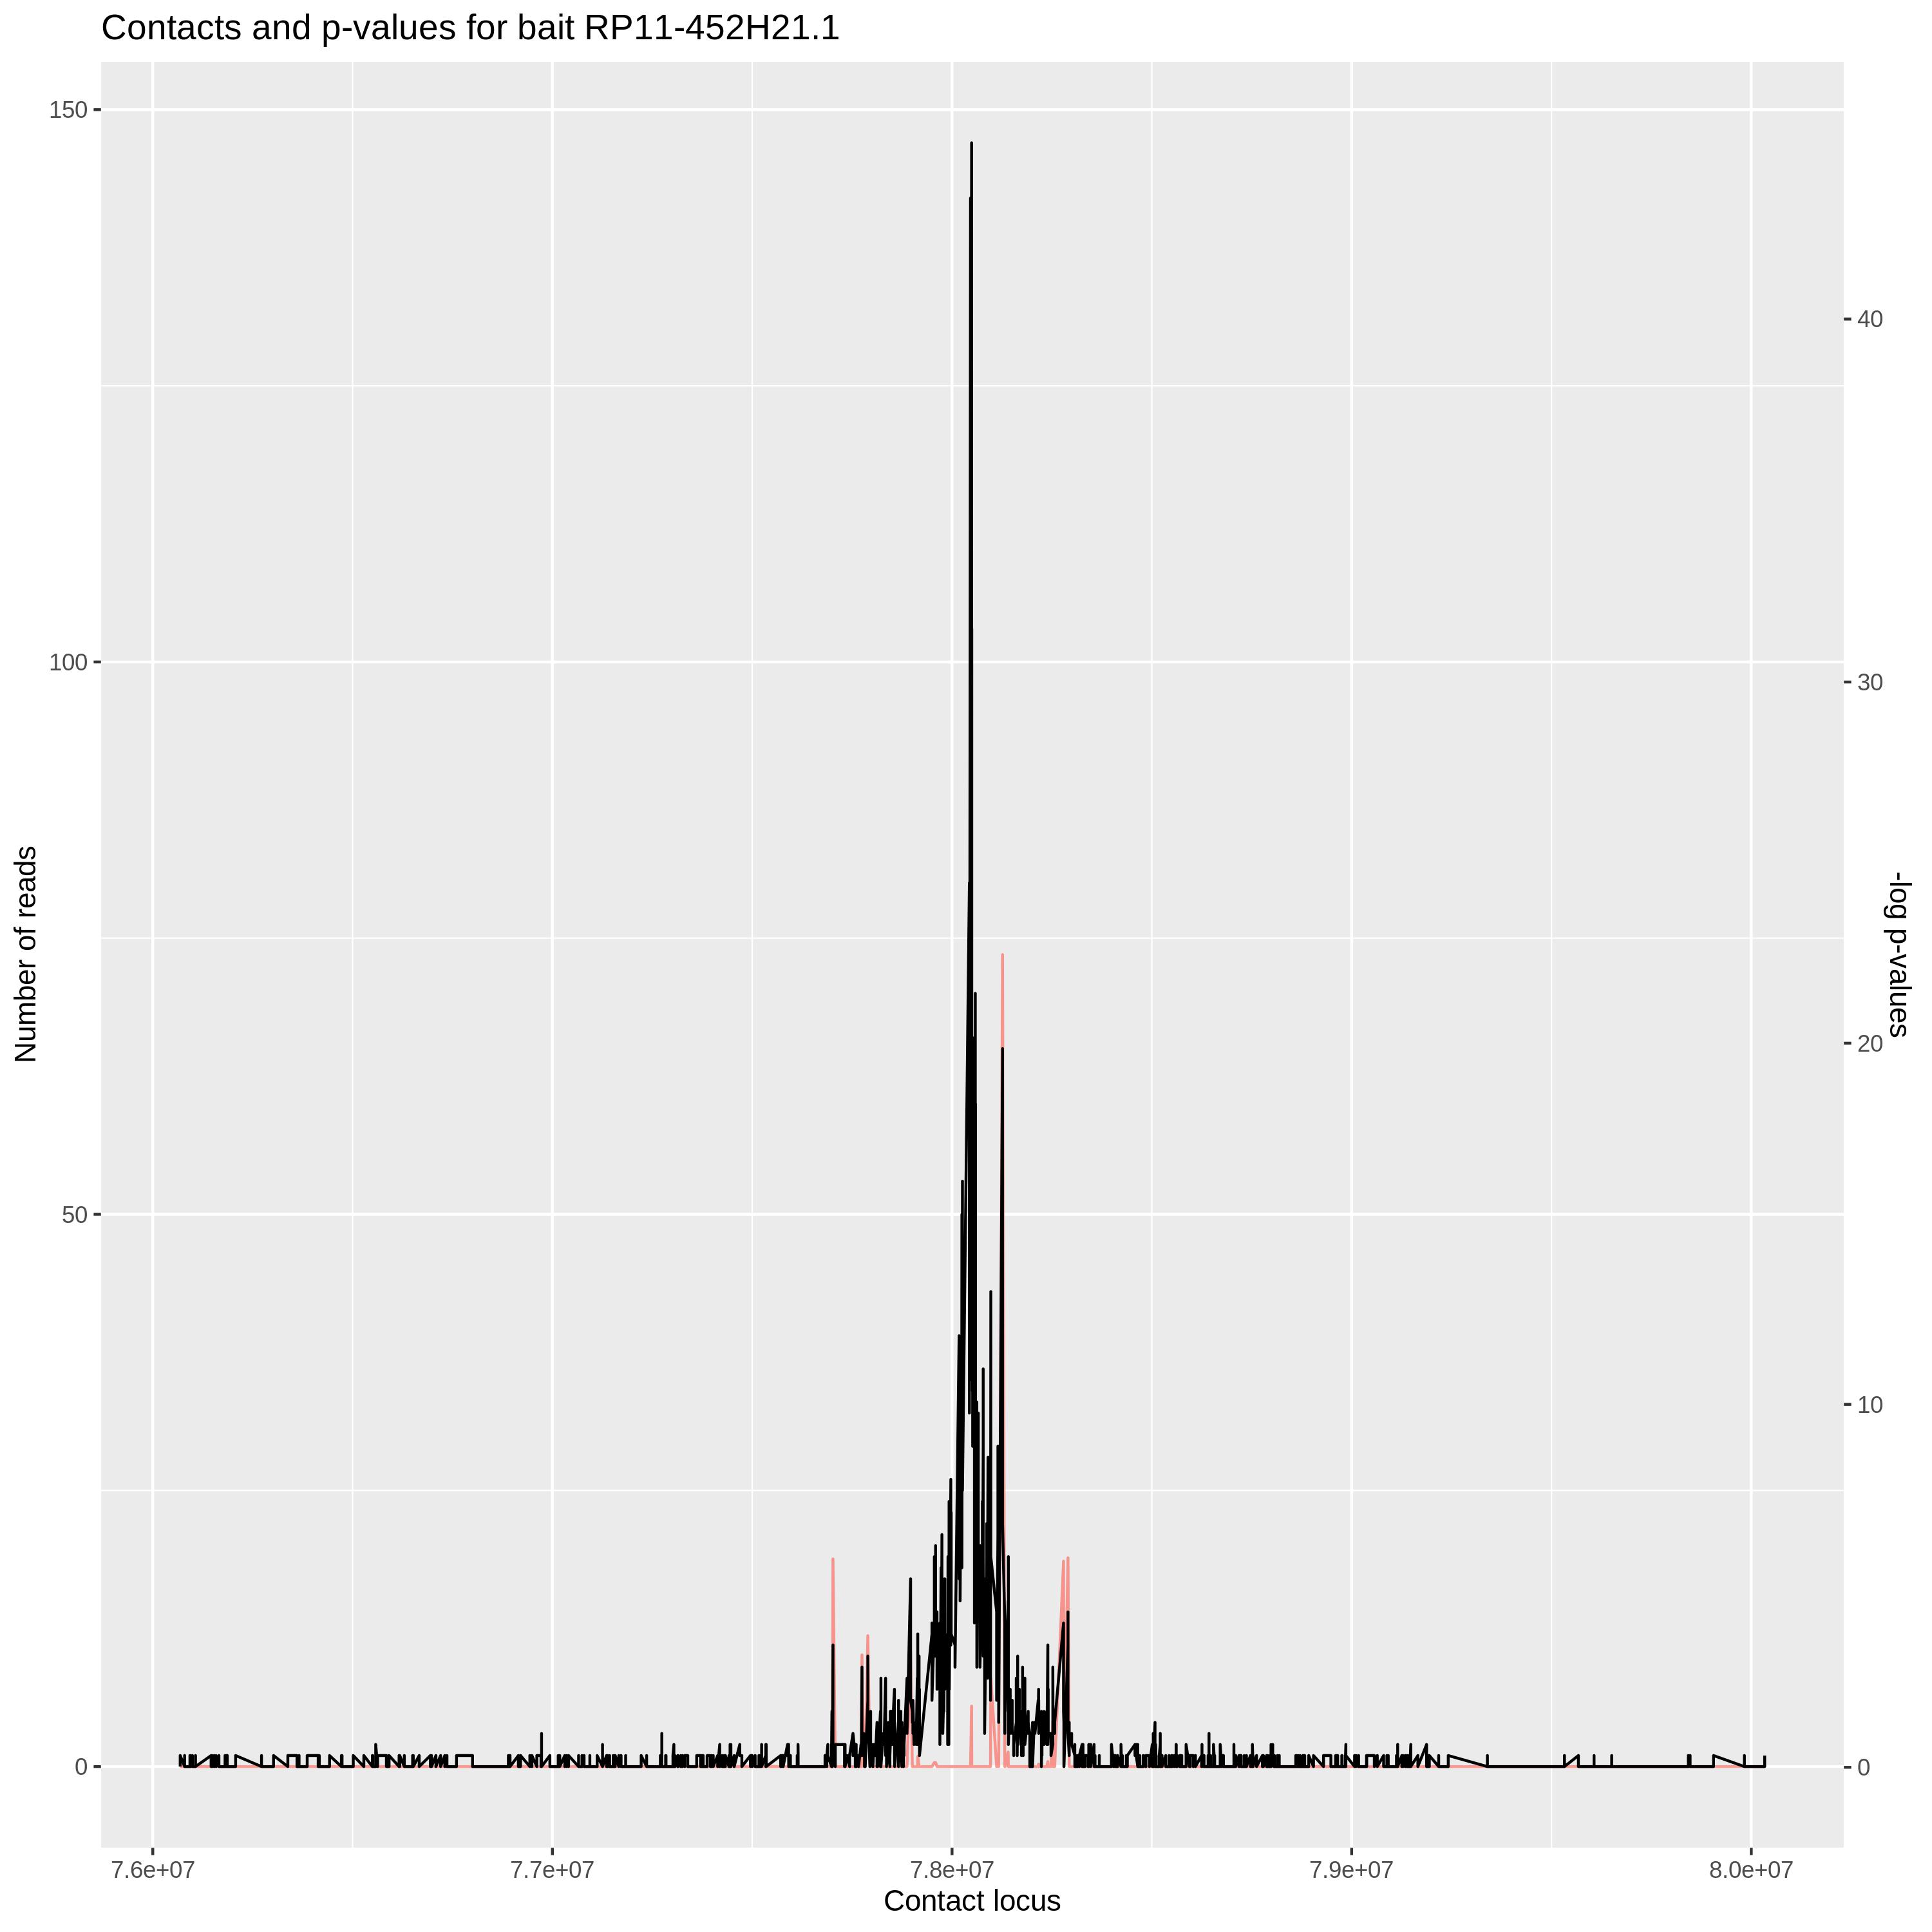 Contacts and p-values for bait RP11-452H21.1
150
100
50
0
Number of reads
40
30
20
10
0
-log p-values
7.6e+07 7.7e+07 7.8e+07 7.9e+07 8.0e+07
Contact locus